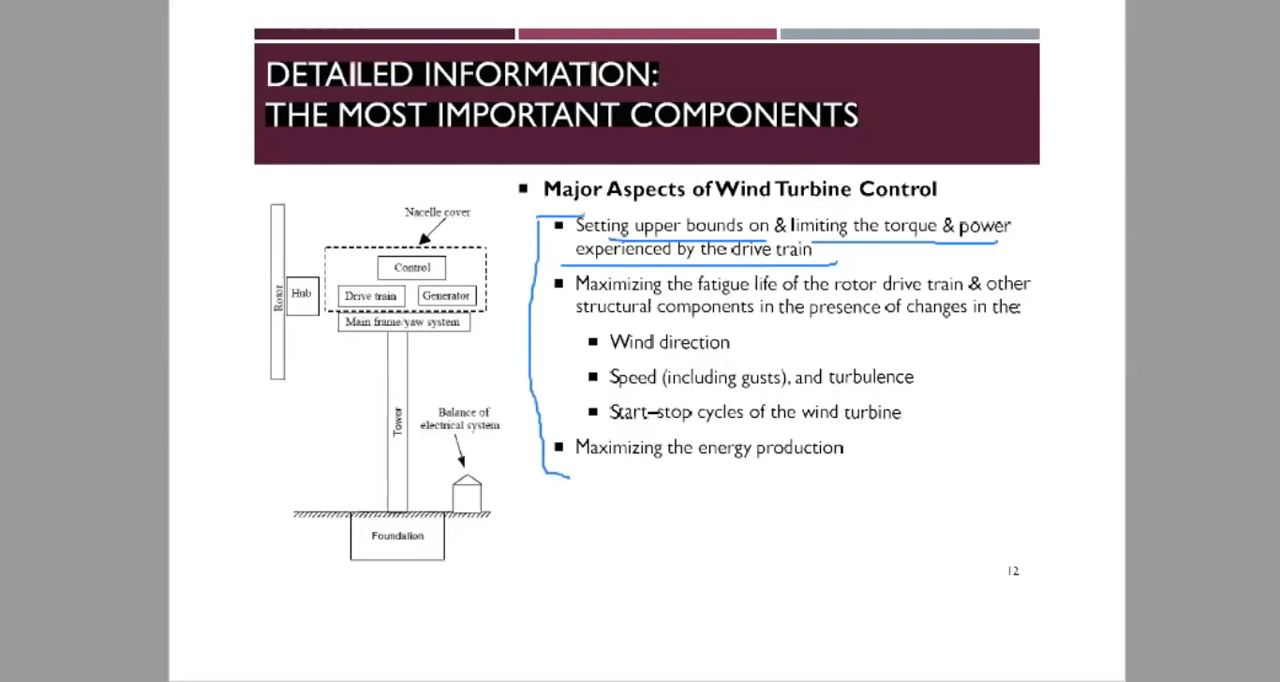 DETAILED INFORMATION:
THE MOST IMPORTANT COMPONENTS
▪ Major Aspects of Wind Turbine Control
▪ Setting upper bounds on & limiting the torque & power
experienced by the drive train
▪ Maximizing the fatigue life of the rotor drive train & other
structural components in the presence of changes in the:
▪ Wind direction
▪ Speed (including gusts), and turbulence
▪ Start–stop cycles of the wind turbine
▪ Maximizing the energy production
Nacelle cover
Control
Rotor
Hub
Drive train
Generator
Main frame/yaw system
Tower
Balance of
electrical system
Foundation
12